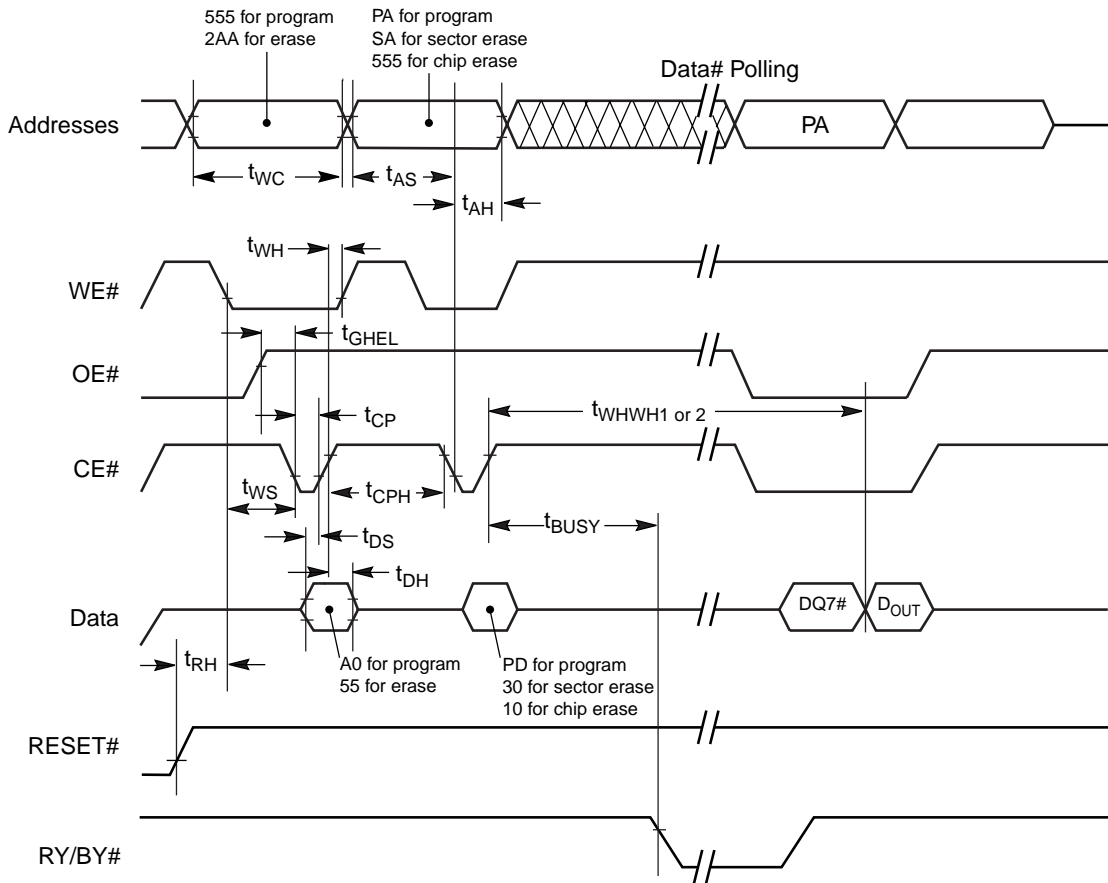 555 for program
2AA for erase
PA for program
SA for sector erase
555 for chip erase
Data# Polling
Addresses
PA
tWC
tAS
tAH
tWH
WE#
tGHEL
OE#
tWHWH1 or 2
tCP
CE#
tWS
tCPH
tBUSY
tDS
tDH
Data
DQ7#
DOUT
tRH
A0 for program
55 for erase
PD for program
30 for sector erase
10 for chip erase
RESET#
RY/BY#